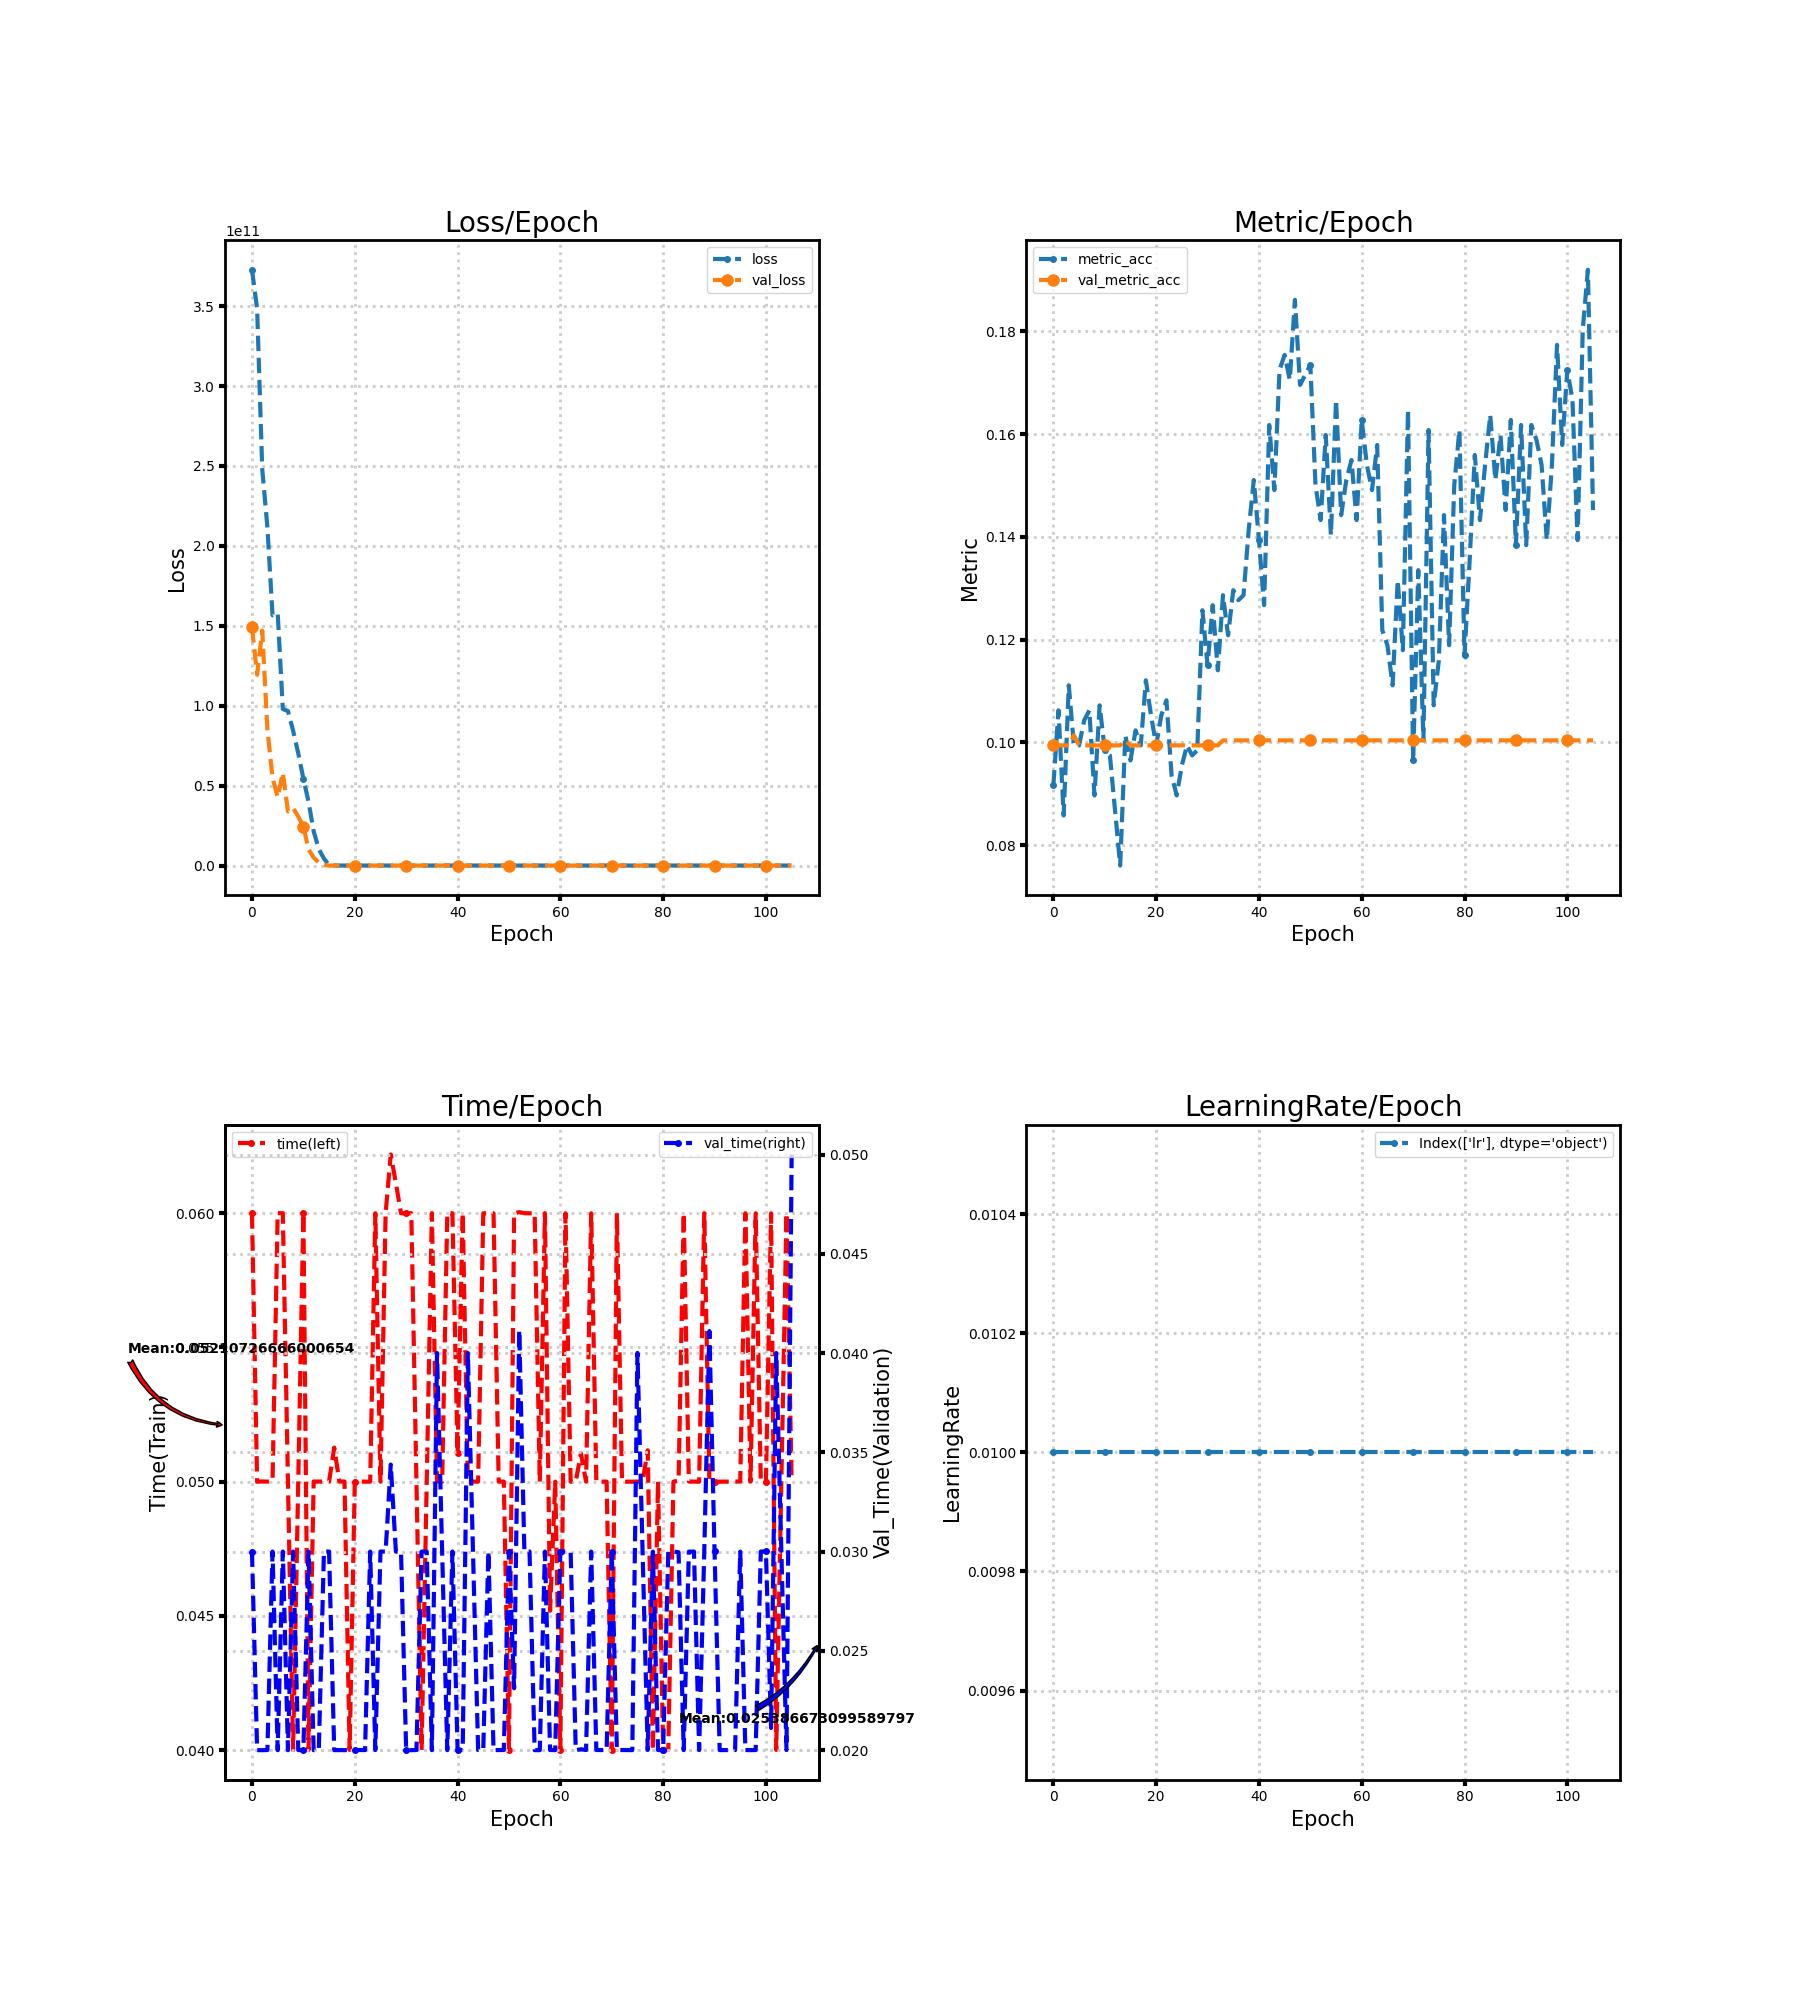 Loss/Epoch
1e11
loss
val_loss
3.5
3.0
2.5
2.0
1.5
1.0
0.5
0.0
Loss
0 20 40 60 80 100
Epoch
Metric/Epoch
metric_acc
val_metric_acc
0.18
0.16
0.14
0.12
0.10
0.08
Metric
0 20 40 60 80 100
Epoch
Time/Epoch
time(left)
val_time(right)
0.060
0.050
0.045
0.040
Time(Train)
0.050
0.045
0.040
0.035
0.030
0.025
0.020
Val_Time(Validation)
Mean:0.025386673099589797
0 20 40 60 80 100
Epoch
LearningRate/Epoch
Index(['lr'], dtype='object')
0.0104
0.0102
0.0100
0.0098
0.0096
LearningRate
0 20 40 60 80 100
Epoch